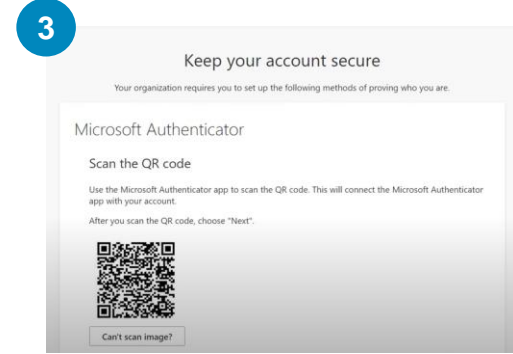 3
Keep your account secure
Your organization requires you to set up the following methods of proving who you are.
Microsoft Authenticator
Scan the QR code
Use the Microsoft Authenticator app to scan the QR code. This will connect the Microsoft Authenticator
app with your account.
After you scan the QR code, choose "Next".
Can't scan image?